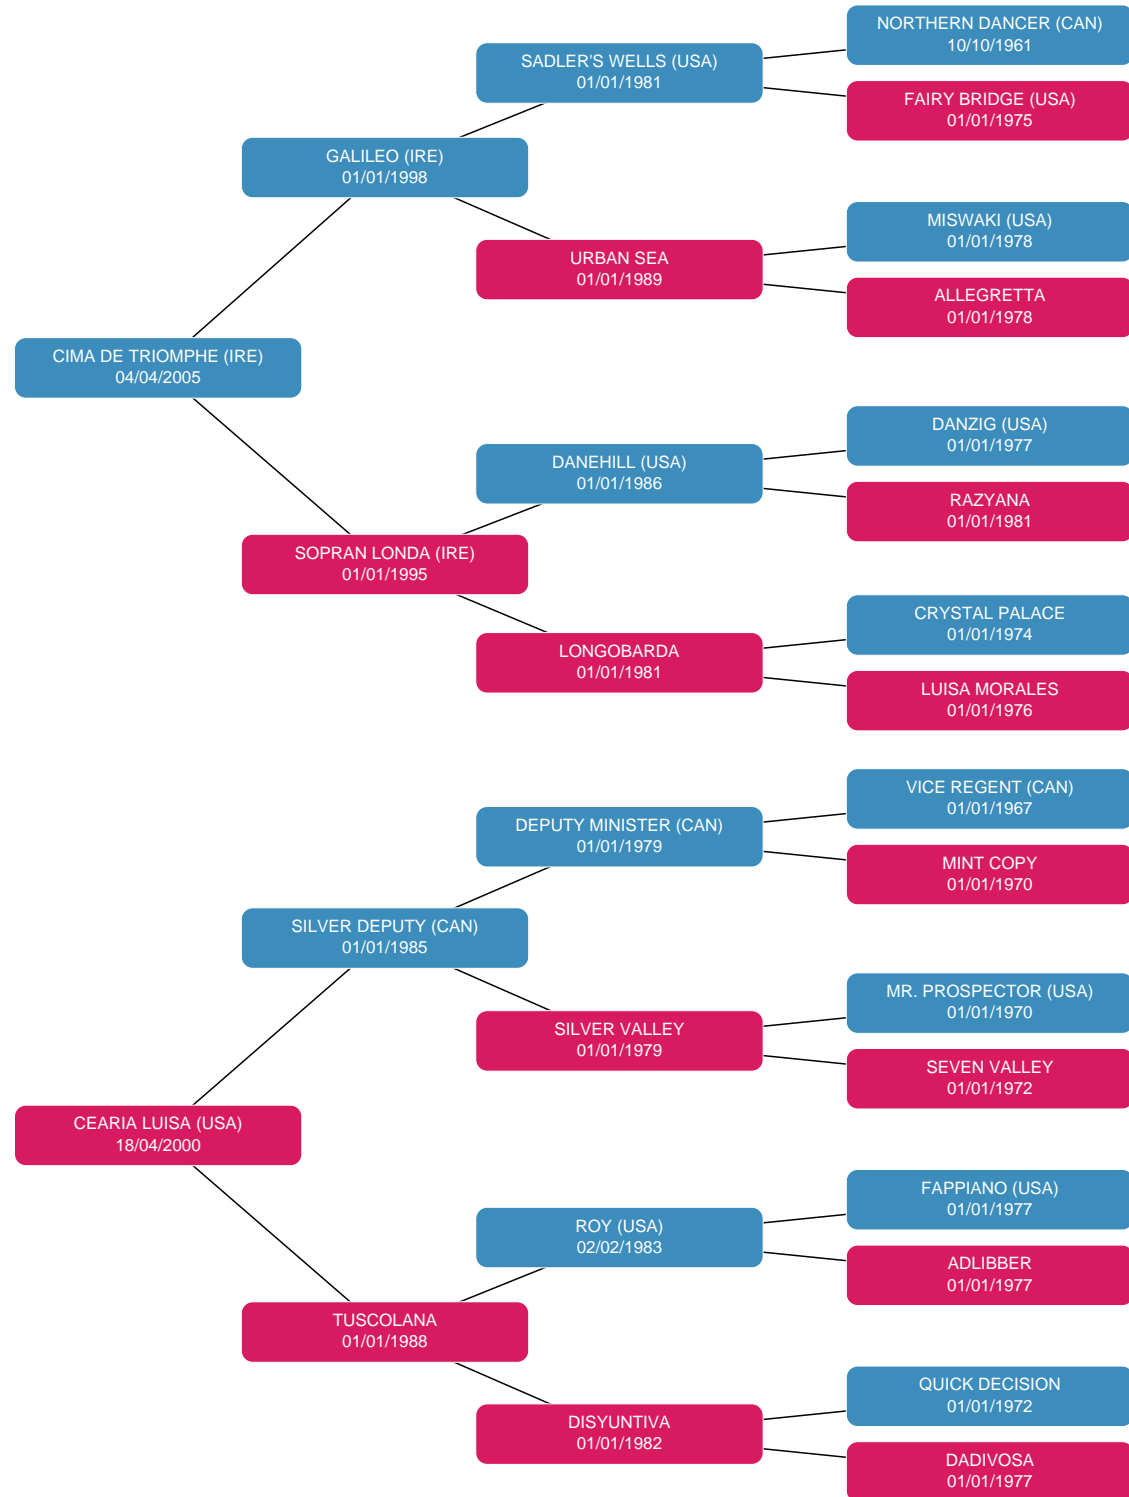 NORTHERN DANCER (CAN)
10/10/1961
SADLER'S WELLS (USA)
01/01/1981
FAIRY BRIDGE (USA)
01/01/1975
GALILEO (IRE)
01/01/1998
MISWAKI (USA)
01/01/1978
URBAN SEA
01/01/1989
ALLEGRETTA
01/01/1978
CIMA DE TRIOMPHE (IRE)
04/04/2005
DANZIG (USA)
01/01/1977
DANEHILL (USA)
01/01/1986
RAZYANA
01/01/1981
SOPRAN LONDA (IRE)
01/01/1995
CRYSTAL PALACE
01/01/1974
LONGOBARDA
01/01/1981
LUISA MORALES
01/01/1976
VICE REGENT (CAN)
01/01/1967
DEPUTY MINISTER (CAN)
01/01/1979
MINT COPY
01/01/1970
SILVER DEPUTY (CAN)
01/01/1985
MR. PROSPECTOR (USA)
01/01/1970
SILVER VALLEY
01/01/1979
SEVEN VALLEY
01/01/1972
CEARIA LUISA (USA)
18/04/2000
FAPPIANO (USA)
01/01/1977
ROY (USA)
02/02/1983
ADLIBBER
01/01/1977
TUSCOLANA
01/01/1988
QUICK DECISION
01/01/1972
DISYUNTIVA
01/01/1982
DADIVOSA
01/01/1977